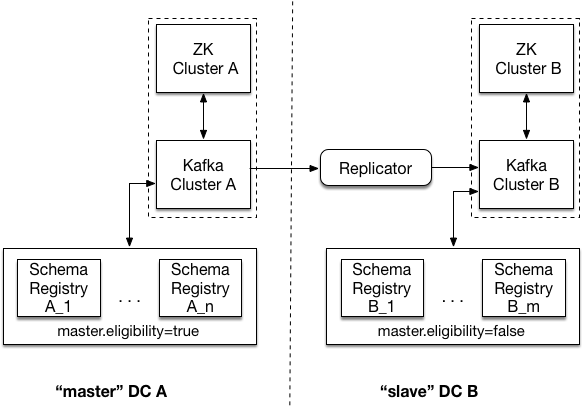 ZK
Cluster A
Kafka
Cluster A
Schema
Registry
A_1
. . .
Schema
Registry
A_n
master.eligibility=true
“master” DC A
Replicator
ZK
Cluster B
Kafka
Cluster B
Schema
Registry
B_1
. . .
Schema
Registry
B_m
master.eligibility=false
“slave” DC B